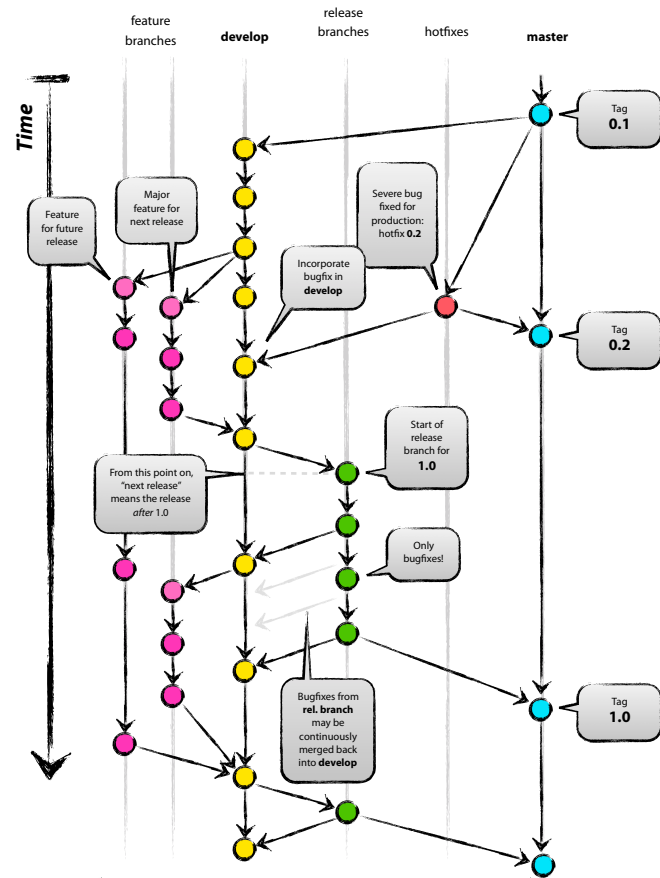 feature
branches
develop
release
branches
hotfixes
master
Time
Tag
0.1
Major
feature for
next release
Feature
for future
release
Severe bug
fixed for
production:
hotfix 0.2
Incorporate
bugfix in
develop
Tag
0.2
Start of
release
branch for
1.0
From this point on,
“next release”
means the release
after 1.0
Only
bugfixes!
Bugfixes from
rel. branch
may be
continuously
merged back
into develop
Tag
1.0